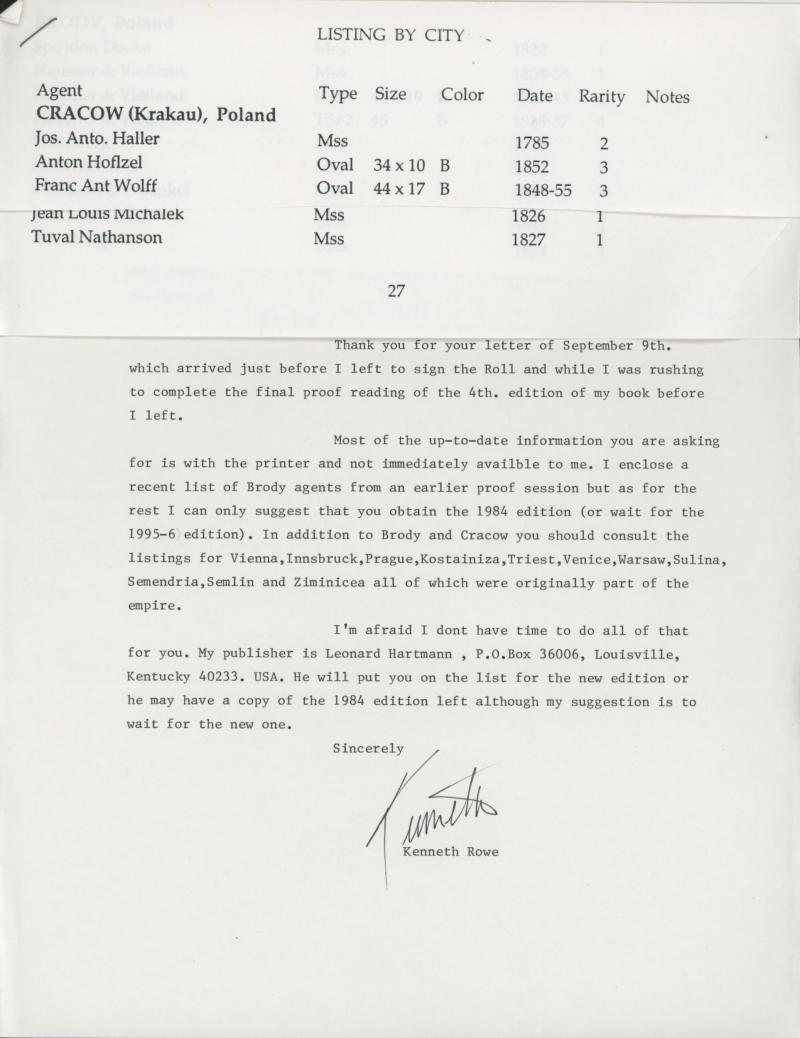 LISTING BY CITY
Agent Type Size Color Date Rarity Notes
CRACOW (Krakau), Poland
Jos. Anto. Haller Mss 1785 2
Anton Hoflzel Oval 34 x 10 B 1852 3
Franc Ant Wolff Oval 44 x 17 B 1848-55 3
Jean Louis Michalek Mss 1826 1
Tuval Nathanson Mss 1827 1
27
Thank you for your letter of September 9th.
which arrived just before I left to sign the Roll and while I was rushing
to complete the final proof reading of the 4th. edition of my book before
I left.
Most of the up-to-date information you are asking
for is with the printer and not immediately availble to me. I enclose a
recent list of Brody agents from an earlier proof session but as for the
rest I can only suggest that you obtain the 1984 edition (or wait for the
1995-6 edition). In addition to Brody and Cracow you should consult the
listings for Vienna,Innsbruck,Prague,Kostainiza,Triest,Venice,Warsaw,Sulina,
Semendria,Semlin and Ziminicea all of which were originally part of the
empire.
I'm afraid I dont have time to do all of that
for you. My publisher is Leonard Hartmann , P.O.Box 36006, Louisville,
Kentucky 40233. USA. He will put you on the list for the new edition or
he may have a copy of the 1984 edition left although my suggestion is to
wait for the new one.
Sincerely
Kenneth
Kenneth Rowe